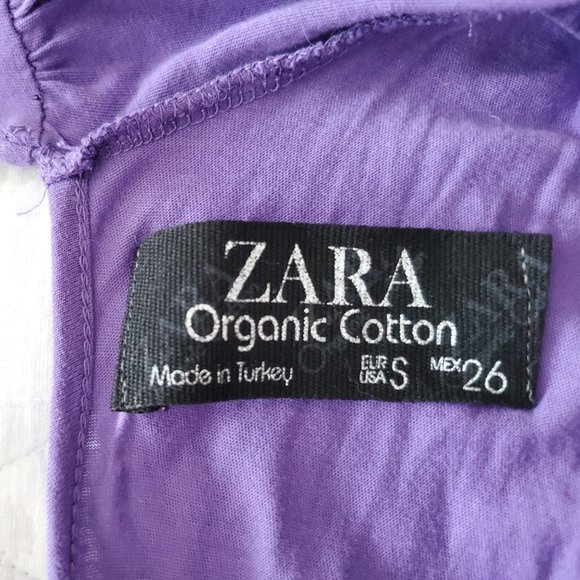 ZARA
Organic Cotton
Made in Turkey EUR USA S MEX 26